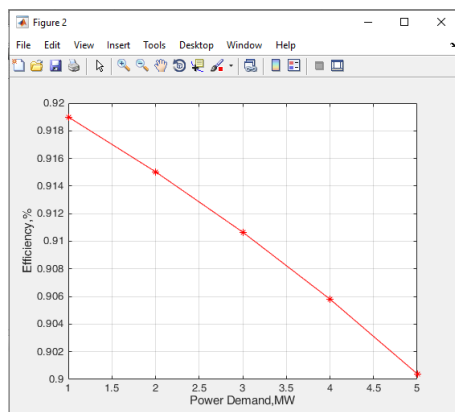 Figure 2
File Edit View Insert Tools Desktop Window Help
0.92
0.918
0.916
0.914
0.912
0.91
0.908
0.906
0.904
0.902
0.9
Efficiency,%
1 1.5 2 2.5 3 3.5 4 4.5 5
Power Demand,MW